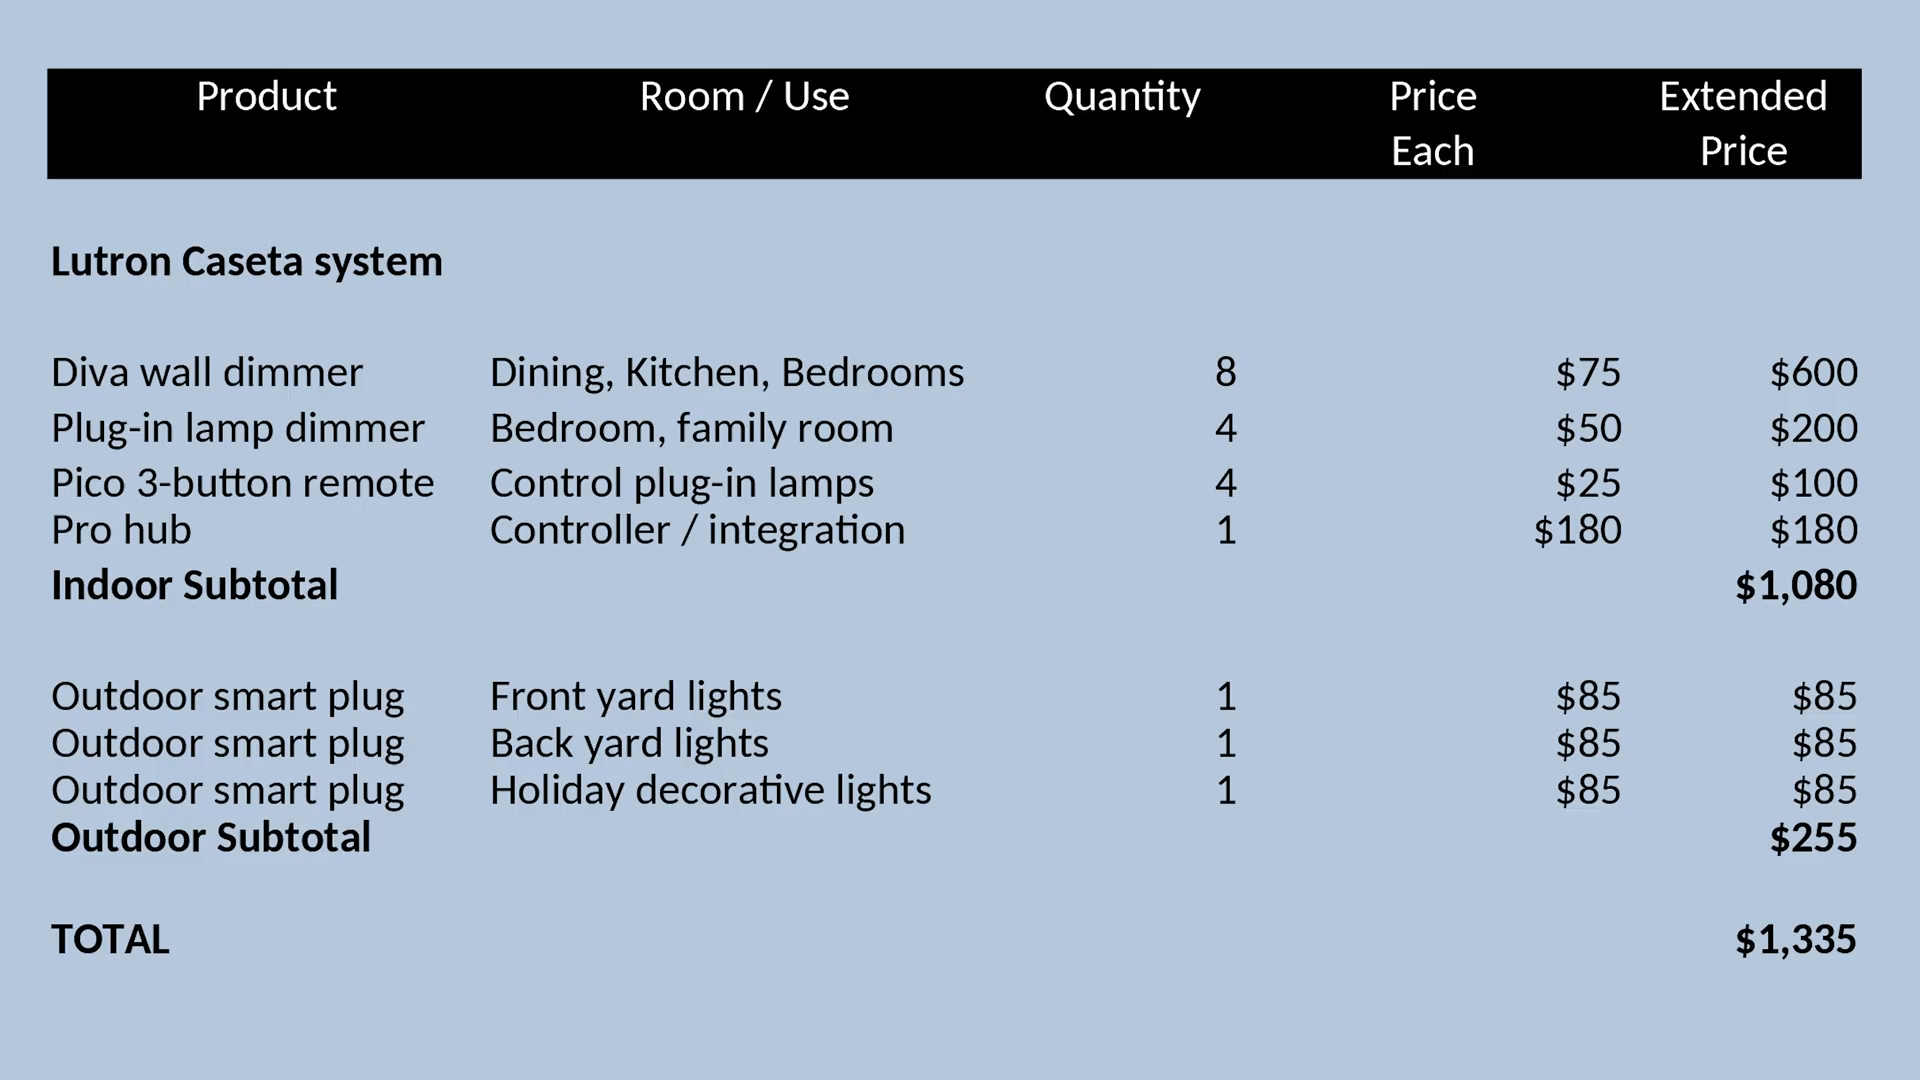 Product Room / Use Quantity Price Extended
Each Price
Lutron Caseta system
Diva wall dimmer Dining, Kitchen, Bedrooms 8 $75 $600
Plug-in lamp dimmer Bedroom, family room 4 $50 $200
Pico 3-button remote Control plug-in lamps 4 $25 $100
Pro hub Controller / integration 1 $180 $180
Indoor Subtotal $1,080
Outdoor smart plug Front yard lights 1 $85 $85
Outdoor smart plug Back yard lights 1 $85 $85
Outdoor smart plug Holiday decorative lights 1 $85 $85
Outdoor Subtotal $255
TOTAL $1,335